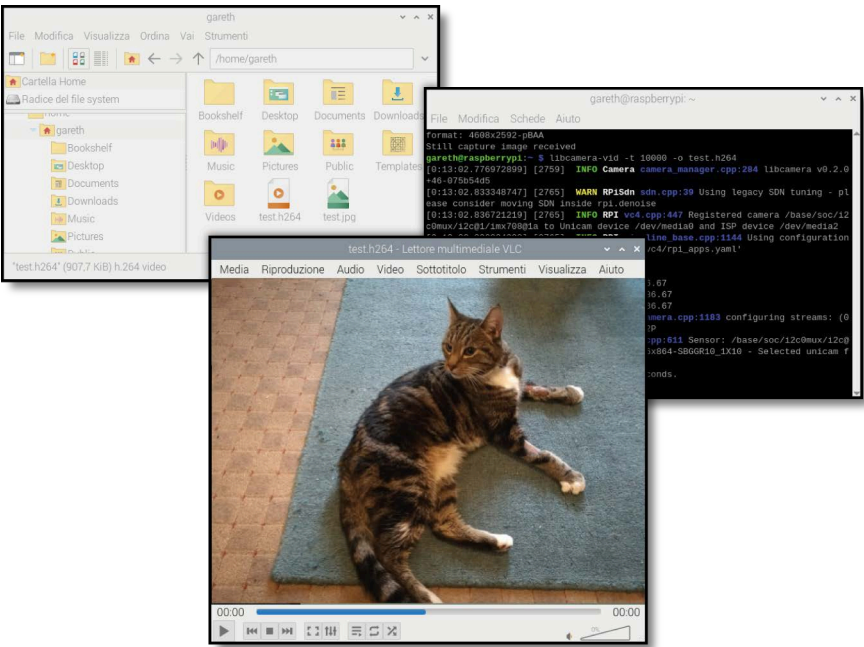 gareth
File Modifica Visualizza Ordina Vai Strumenti
/home/gareth
Cartella Home
Radice del file system
home
gareth
Bookshelf
Desktop
Documents
Downloads
Music
Pictures
Bookshelf Desktop Documents Downloads
Music Pictures Public Templates
Videos test.h264 test.jpg
"test.h264" (907,7 KiB) h.264 video
gareth@raspberrypi: ~
File Modifica Schede Aiuto
format: 4608x2592-pBAA
Still capture image received
gareth@raspberrypi:~ $ libcamera-vid -t 10000 -o test.h264
[0:13:02.776972899] [2759] INFO Camera camera_manager.cpp:284 libcamera v0.2.0
+46-075b54d5
[0:13:02.833348747] [2765] WARN RPiSdn sdn.cpp:39 Using legacy SDN tuning - pl
ease consider moving SDN inside rpi.denoise
[0:13:02.836721219] [2765] INFO RPI vc4.cpp:447 Registered camera /base/soc/i2
c0mux/i2c@1/imx708@1a to Unicam device /dev/media0 and ISP device /dev/media2
line_base.cpp:1144 Using configuration
/vc4/rpi_apps.yaml'
6.67
mera.cpp:1183 configuring streams: (0
cpp:611 Sensor: /base/soc/i2c0mux/i2c@
x864-SBGGR10_1X10 - Selected unicam f
conds.
test.h264 - Lettore multimediale VLC
Media Riproduzione Audio Video Sottotitolo Strumenti Visualizza Aiuto
00:00 00:00
0%